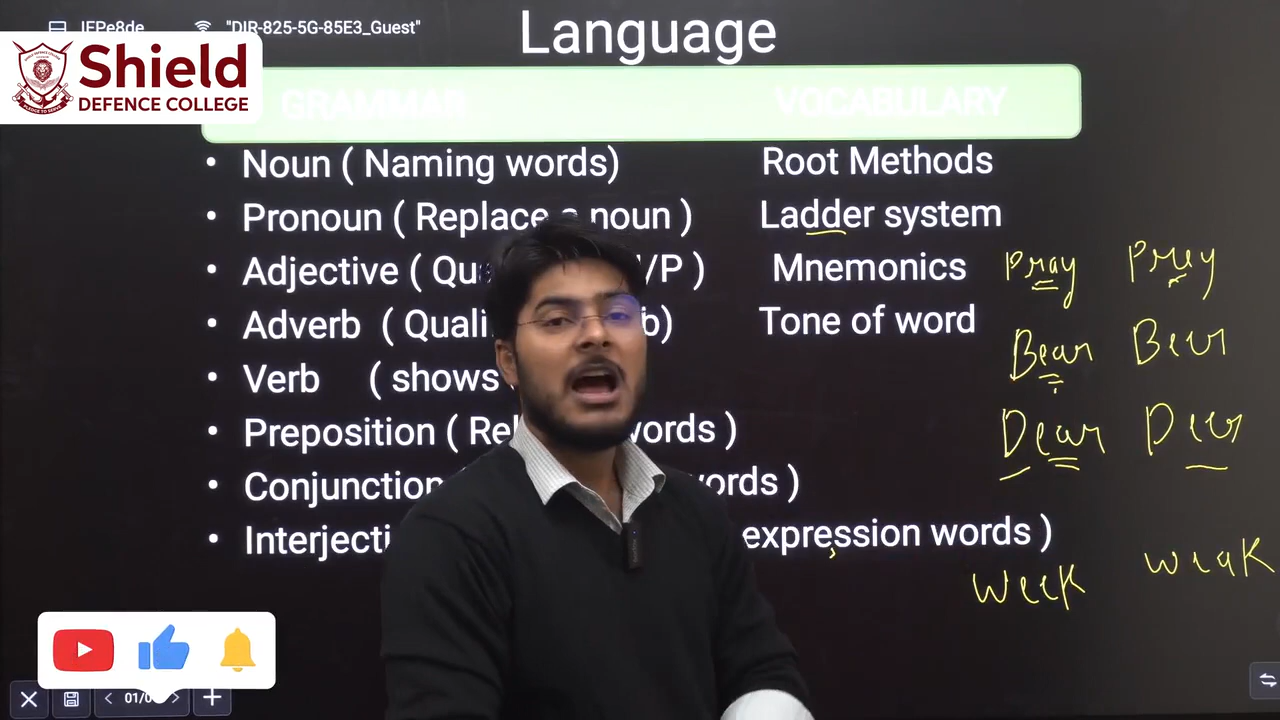 IFPe8de "DIR-825-5G-85E3_Guest"
Language
Shield
DEFENCE COLLEGE
GRAMMAR VOCABULARY
• Noun ( Naming words) Root Methods
• Pronoun ( Replace a noun ) Ladder system
• Adjective ( Qu /P ) Mnemonics
Pray Prey
• Adverb ( Quali b) Tone of word
Bear Beer
• Verb ( shows
• Preposition ( Rel words )
Dear Deer
• Conjunction ords )
• Interjecti expression words )
Week Weak
01/0